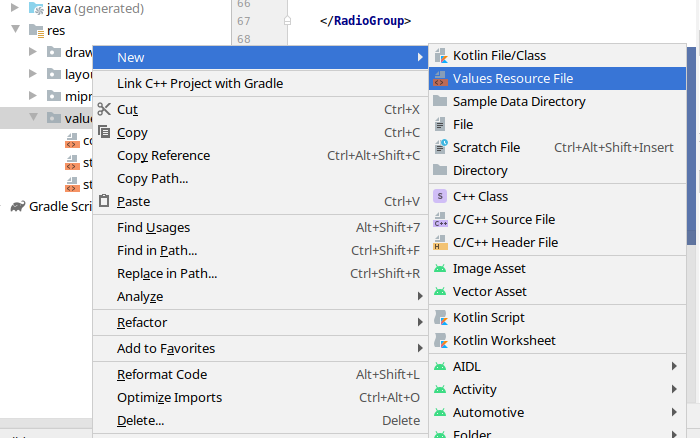 java (generated)
res
draw
layou
mipr
value
co
st
st
Gradle Scri
66
67 </RadioGroup>
68
New
Link C++ Project with Gradle
Cut Ctrl+X
Copy Ctrl+C
Copy Reference Ctrl+Alt+Shift+C
Copy Path...
Paste Ctrl+V
Find Usages Alt+Shift+7
Find in Path... Ctrl+Shift+F
Replace in Path... Ctrl+Shift+R
Analyze
Refactor
Add to Favorites
Reformat Code Alt+Shift+L
Optimize Imports Ctrl+Alt+O
Delete... Delete
Kotlin File/Class
Values Resource File
Sample Data Directory
File
Scratch File Ctrl+Alt+Shift+Insert
Directory
C++ Class
C/C++ Source File
C/C++ Header File
Image Asset
Vector Asset
Kotlin Script
Kotlin Worksheet
AIDL
Activity
Automotive
Folder